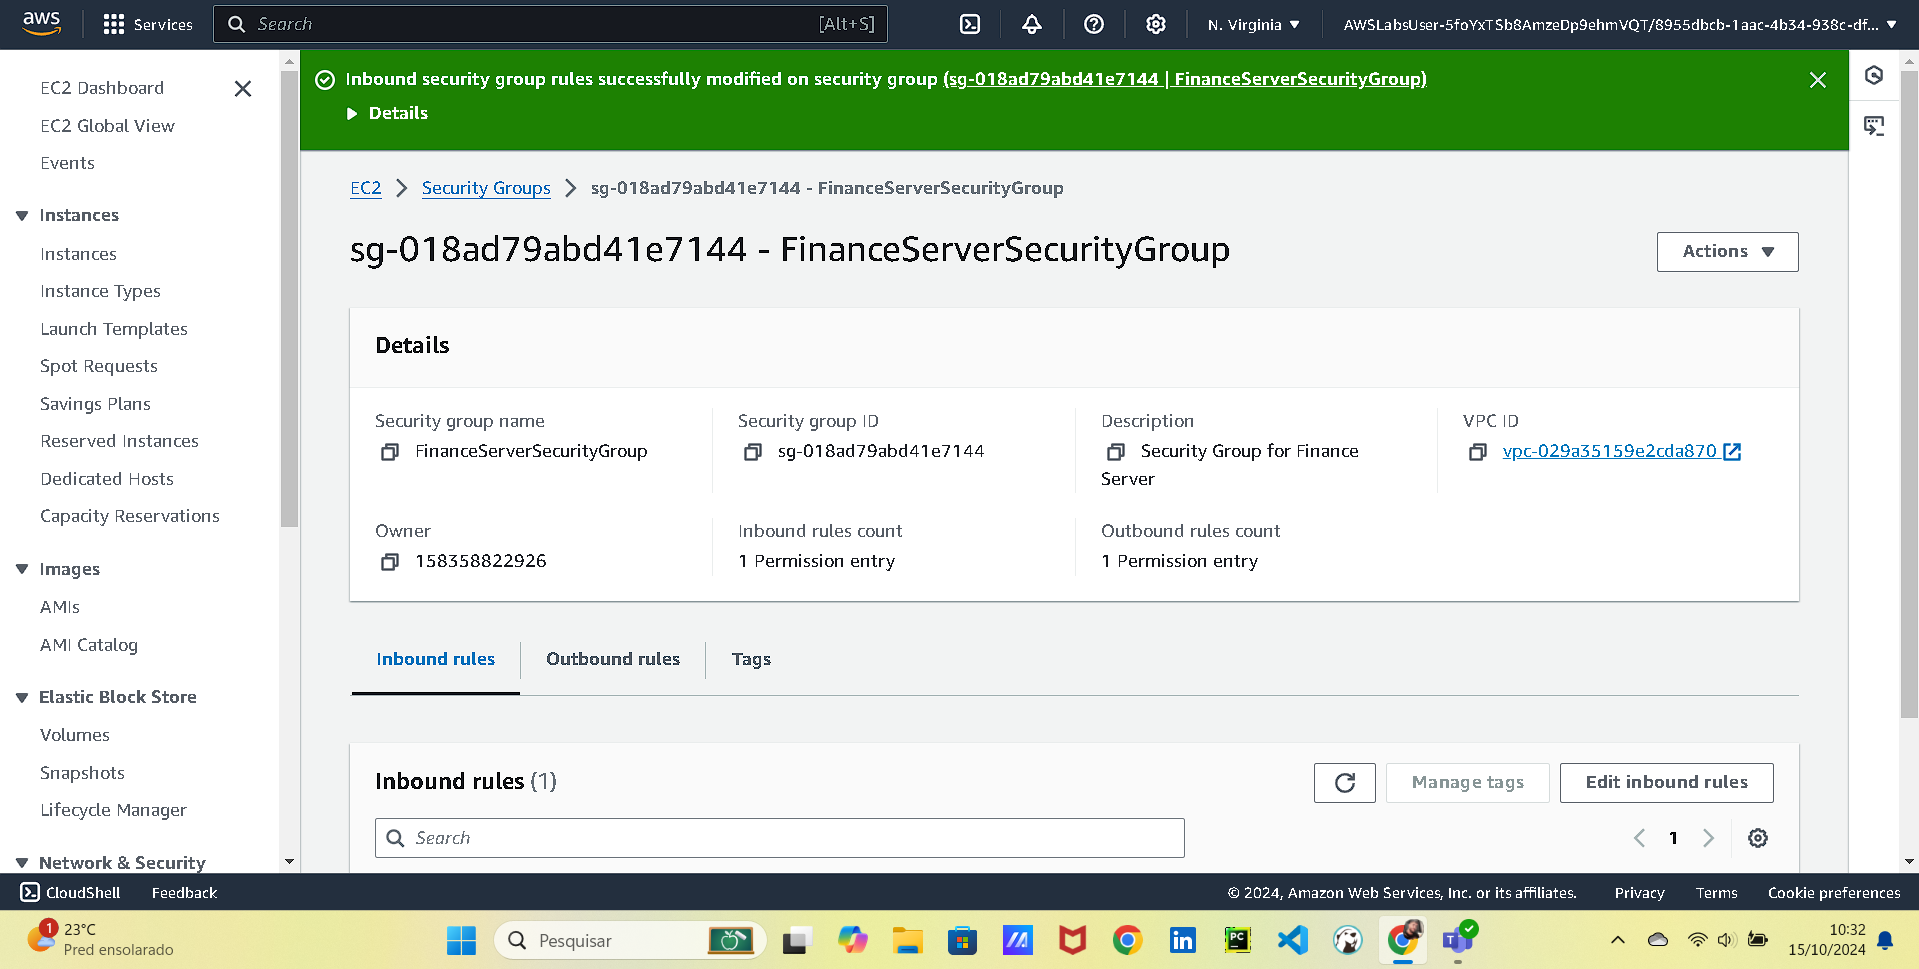 aws
Services
Search
[Alt+S]
N. Virginia
AWSLabsUser-5foYxTSb8AmzeDp9ehmVQT/8955dbcb-1aac-4b34-938c-df...
EC2 Dashboard
EC2 Global View
Events
Instances
Instances
Instance Types
Launch Templates
Spot Requests
Savings Plans
Reserved Instances
Dedicated Hosts
Capacity Reservations
Images
AMIs
AMI Catalog
Elastic Block Store
Volumes
Snapshots
Lifecycle Manager
Network & Security
Inbound security group rules successfully modified on security group (sg-018ad79abd41e7144 | FinanceServerSecurityGroup)
Details
EC2
Security Groups
sg-018ad79abd41e7144 - FinanceServerSecurityGroup
sg-018ad79abd41e7144 - FinanceServerSecurityGroup
Actions
Details
Security group name
FinanceServerSecurityGroup
Security group ID
sg-018ad79abd41e7144
Description
Security Group for Finance
Server
VPC ID
vpc-029a35159e2cda870
Owner
158358822926
Inbound rules count
1 Permission entry
Outbound rules count
1 Permission entry
Inbound rules
Outbound rules
Tags
Inbound rules (1)
Manage tags
Edit inbound rules
Search
1
CloudShell
Feedback
© 2024, Amazon Web Services, Inc. or its affiliates.
Privacy
Terms
Cookie preferences
1
23°C
Pred ensolarado
Pesquisar
in
PC
T
10:32
15/10/2024